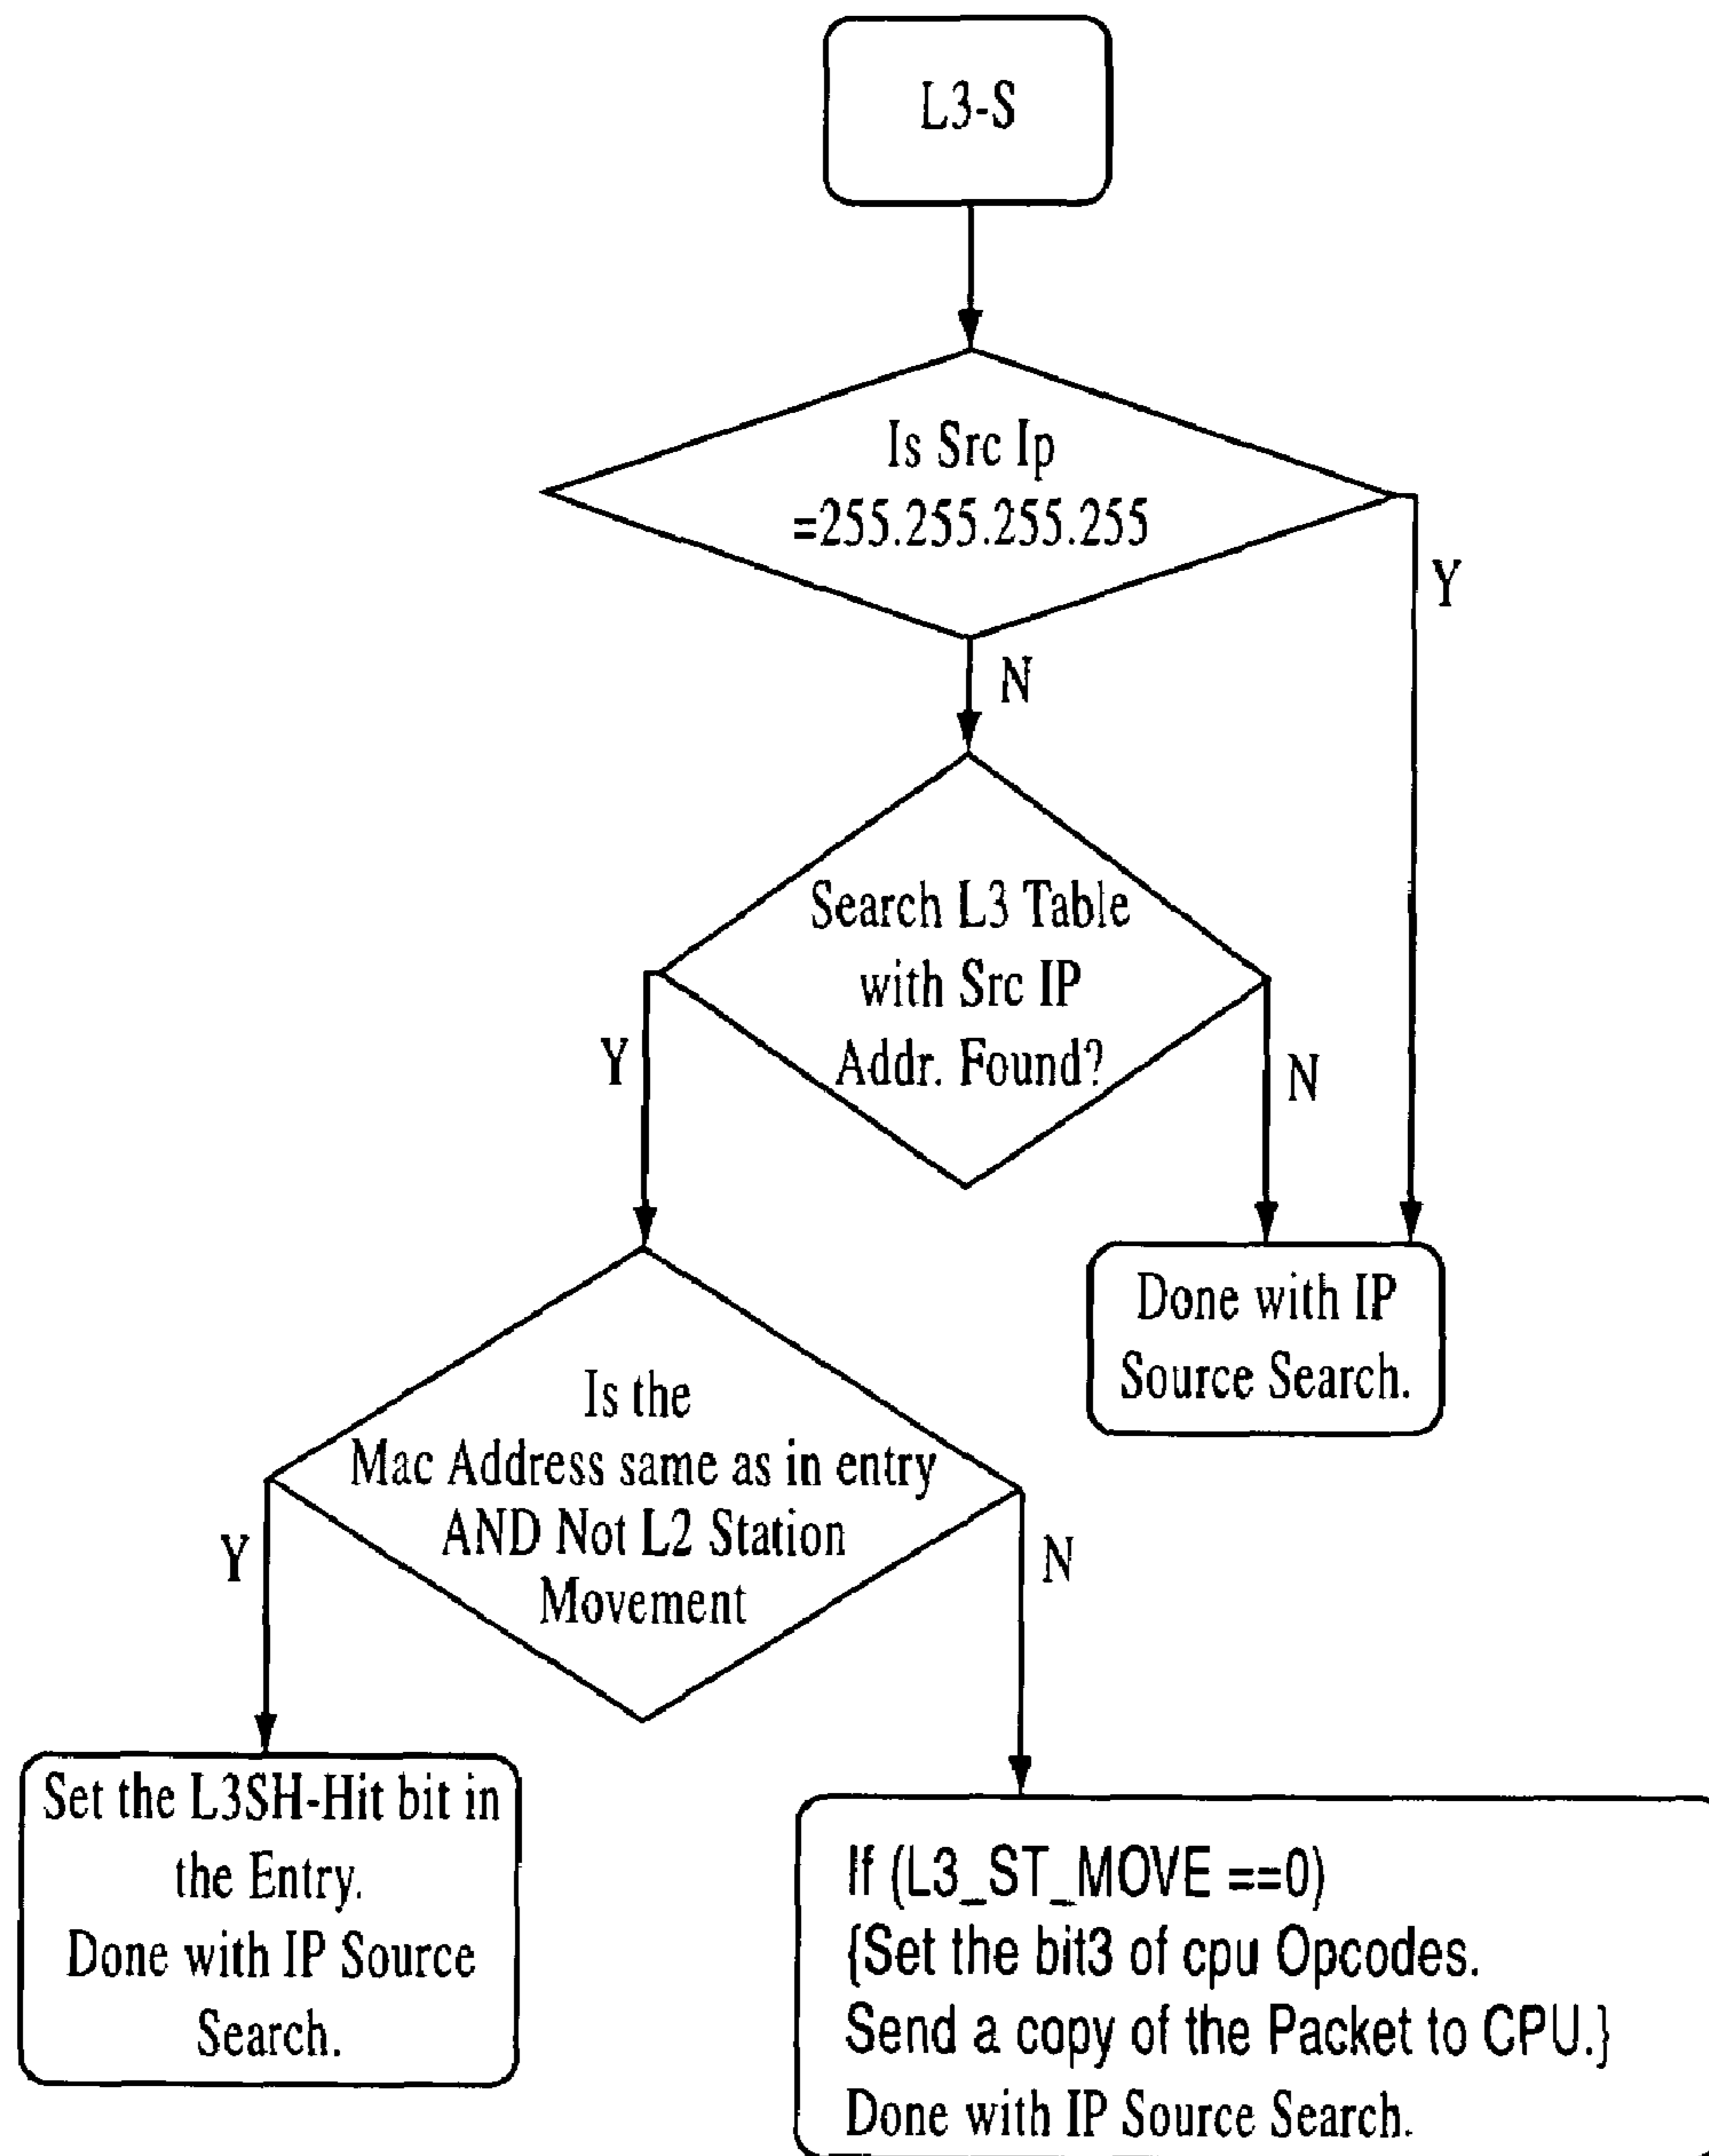 L3-S
Is Src Ip
=255.255.255.255
Y
N
Search L3 Table
with Src IP
Addr. Found?
Y
N
Done with IP
Source Search.
Is the
Mac Address same as in entry
AND Not L2 Station
Movement
Y
N
Set the L3SH-Hit bit in
the Entry.
Done with IP Source
Search.
If (L3_ST_MOVE ==0)
{Set the bit3 of cpu Opcodes.
Send a copy of the Packet to CPU.}
Done with IP Source Search.